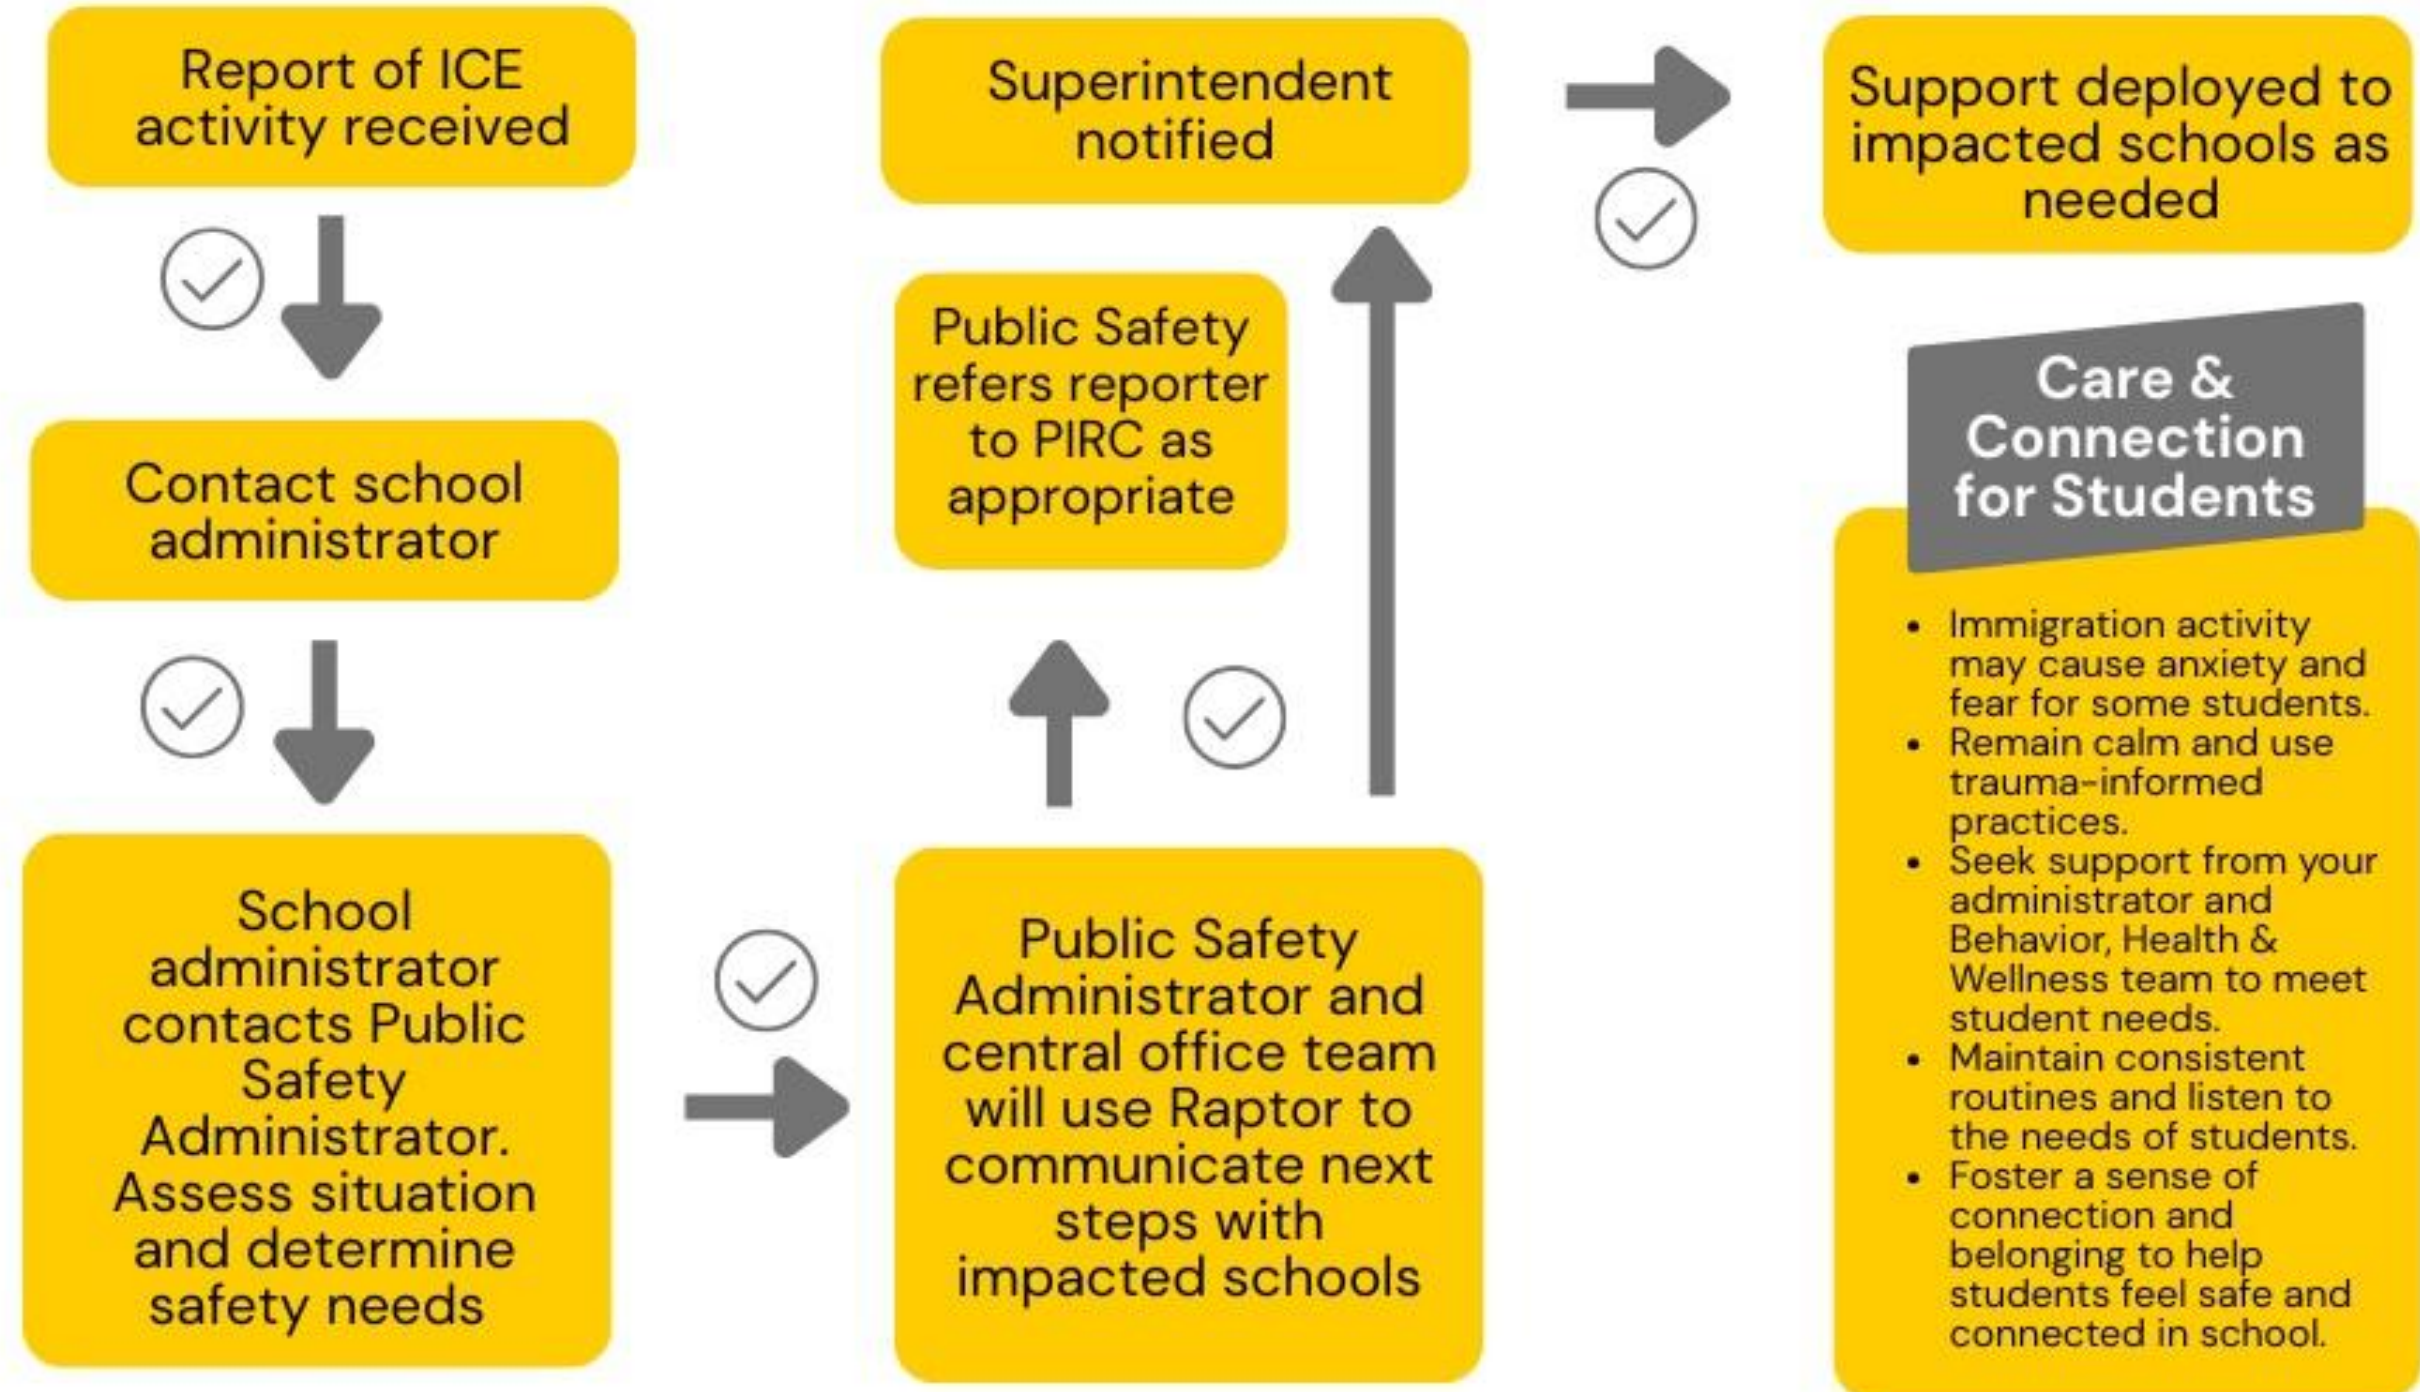 Report of ICE
activity received
Contact school
administrator
School
administrator
contacts Public
Safety
Administrator.
Assess situation
and determine
safety needs
Public Safety
Administrator and
central office team
will use Raptor to
communicate next
steps with
impacted schools
Public Safety
refers reporter
to PIRC as
appropriate
Superintendent
notified
Support deployed to
impacted schools as
needed
Care &
Connection
for Students
• Immigration activity
may cause anxiety and
fear for some students.
• Remain calm and use
trauma-informed
practices.
• Seek support from your
administrator and
Behavior, Health &
Wellness team to meet
student needs.
• Maintain consistent
routines and listen to
the needs of students.
• Foster a sense of
connection and
belonging to help
students feel safe and
connected in school.